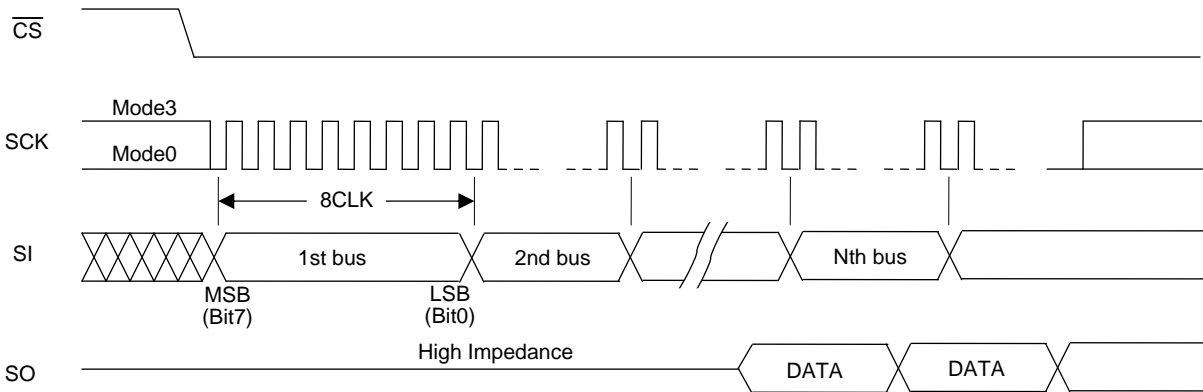 CS
Mode3
SCK
Mode0
8CLK
SI
1st bus
2nd bus
Nth bus
MSB
(Bit7)
LSB
(Bit0)
High Impedance
SO
DATA
DATA